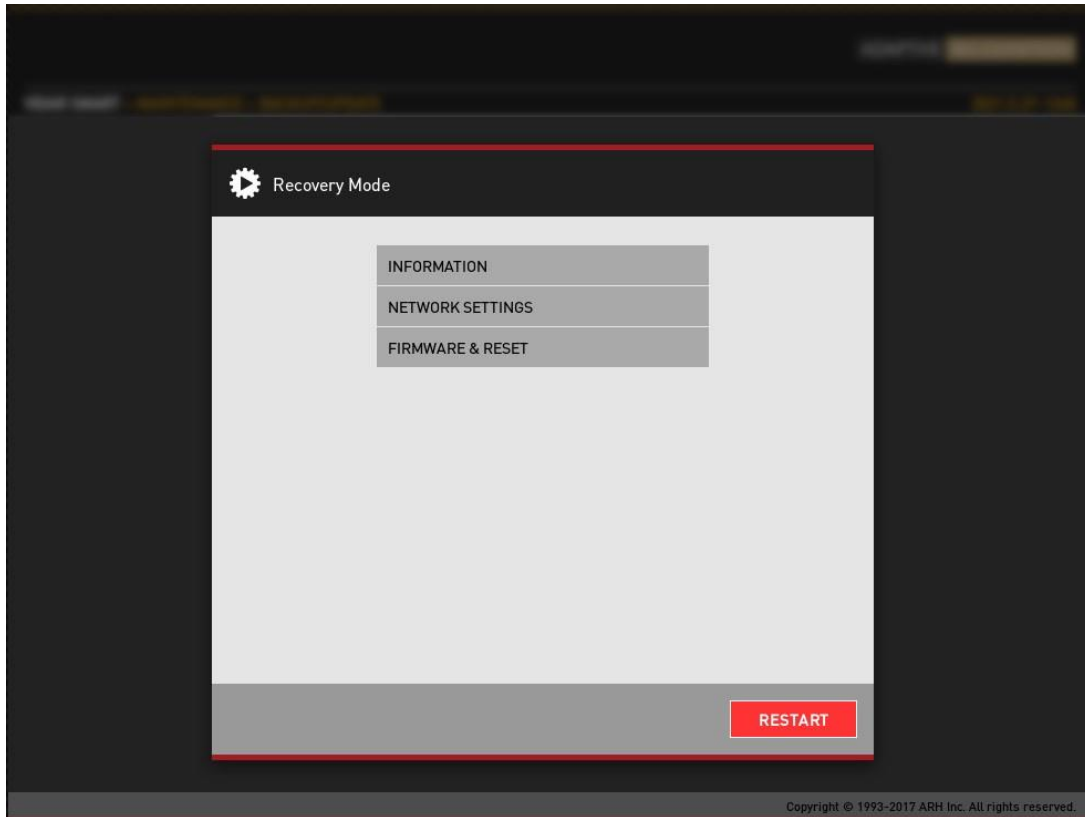 Recovery Mode
INFORMATION
NETWORK SETTINGS
FIRMWARE & RESET
RESTART
Copyright © 1993-2017 ARH Inc. All rights reserved.